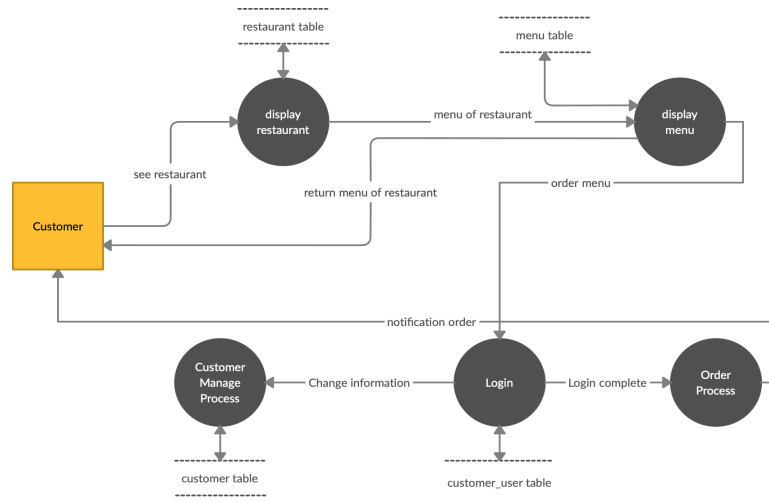 restaurant table
menu table
display
restaurant
menu of restaurant
display
menu
see restaurant
return menu of restaurant
order menu
Customer
notification order
Customer
Manage
Process
Change information
Login
Login complete
Order
Process
customer table
customer_user table